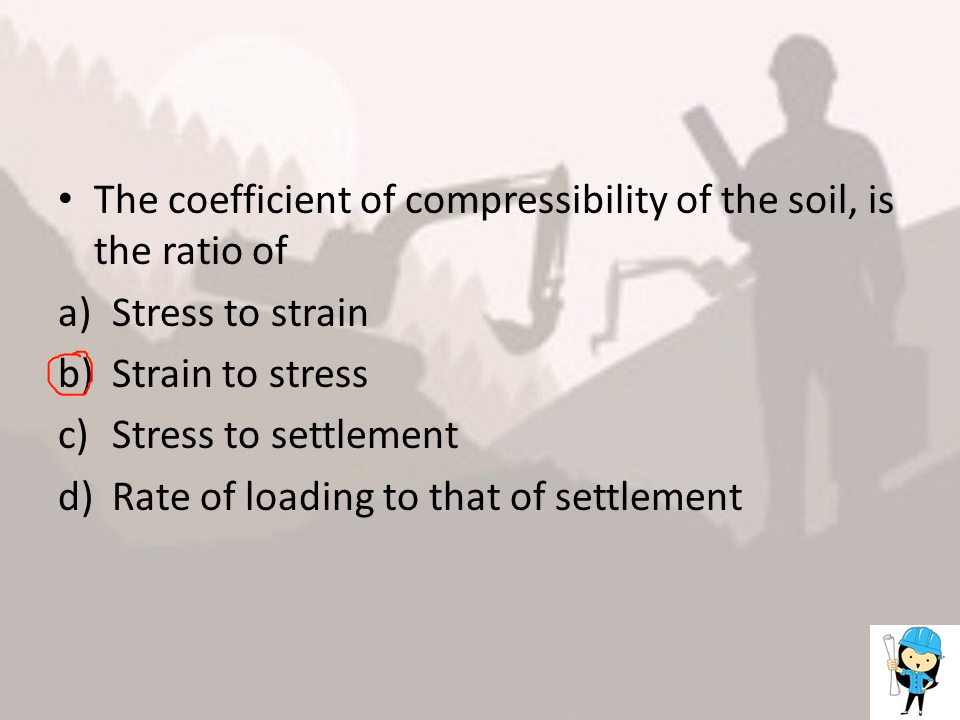 • The coefficient of compressibility of the soil, is
the ratio of
a) Stress to strain
b) Strain to stress
c) Stress to settlement
d) Rate of loading to that of settlement